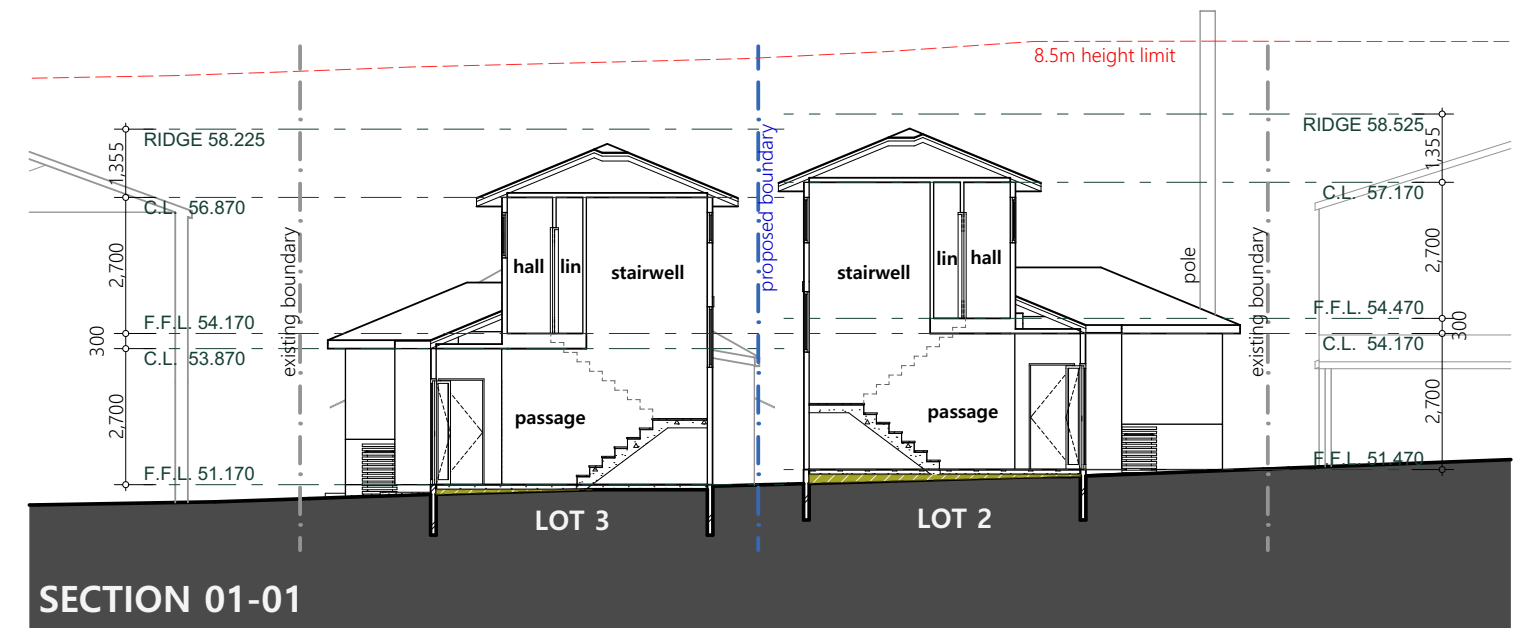 8.5m height limit
RIDGE 58.225
RIDGE 58.525
1,355
1,355
C.L. 56.870
C.L. 57.170
proposed boundary
2,700
2,700
hall
lin
stairwell
stairwell
lin
hall
pole
existing boundary
existing boundary
F.F.L. 54.170
F.F.L. 54.470
300
300
C.L. 53.870
C.L. 54.170
2,700
2,700
passage
passage
F.F.L. 51.170
F.F.L. 51.470
LOT 3
LOT 2
SECTION 01-01